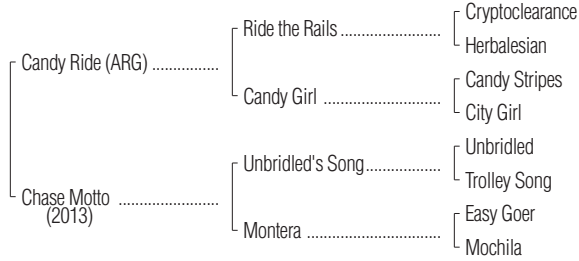 Cryptoclearance
Ride the Rails ....................
Herbalesian
Candy Ride (ARG) ................
Candy Stripes
Candy Girl ........................
City Girl
Unbridled
Unbridled's Song...............
Trolley Song
Chase Motto ......................
(2013)
Easy Goer
Montera ............................
Mochila